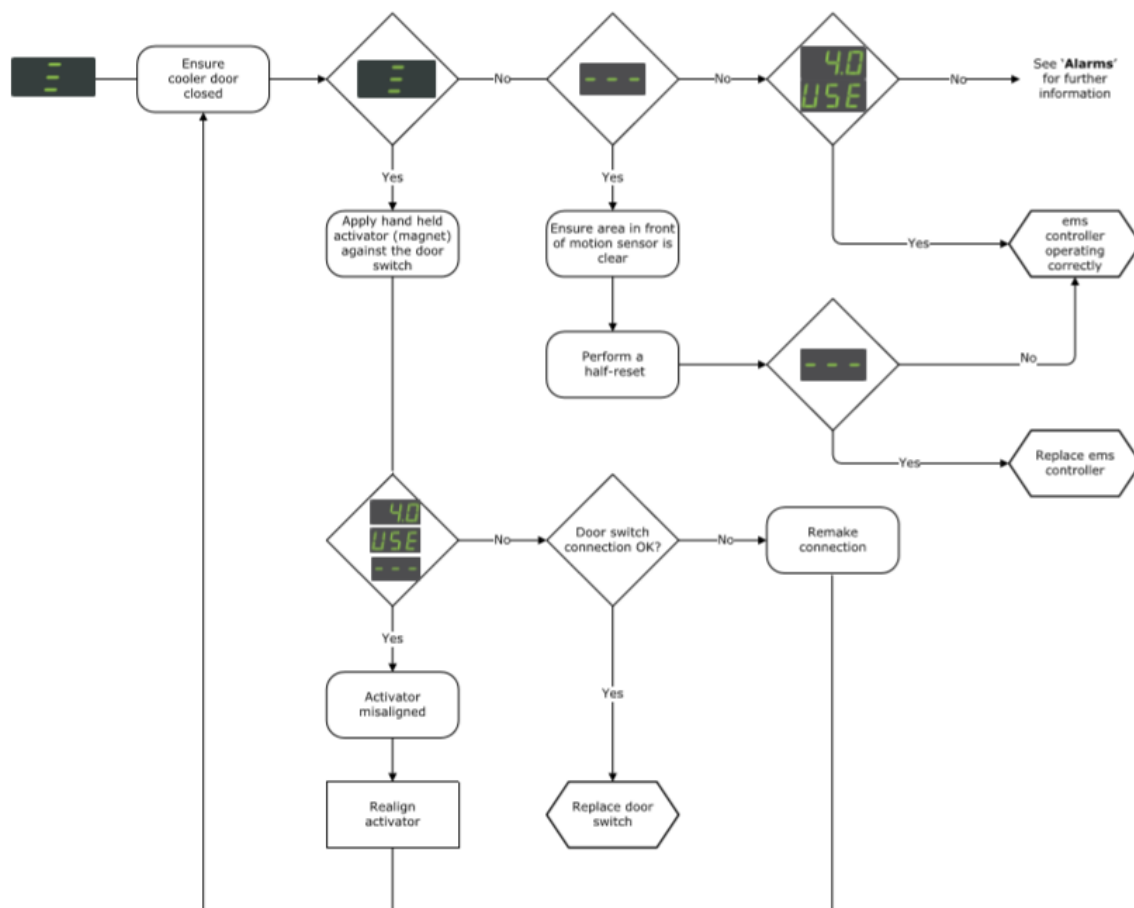 Ensure
cooler door
closed
No
- - -
No
4.0
USE
No
See ‘Alarms’
for further
information
Yes
Yes
Apply hand held
activator (magnet)
against the door
switch
Ensure area in front
of motion sensor is
clear
Yes
ems
controller
operating
correctly
Perform a
half-reset
- - -
No
Yes
Replace ems
controller
4.0
USE
- - -
No
Door switch
connection OK?
No
Remake
connection
Yes
Activator
misaligned
Yes
Realign
activator
Replace door
switch